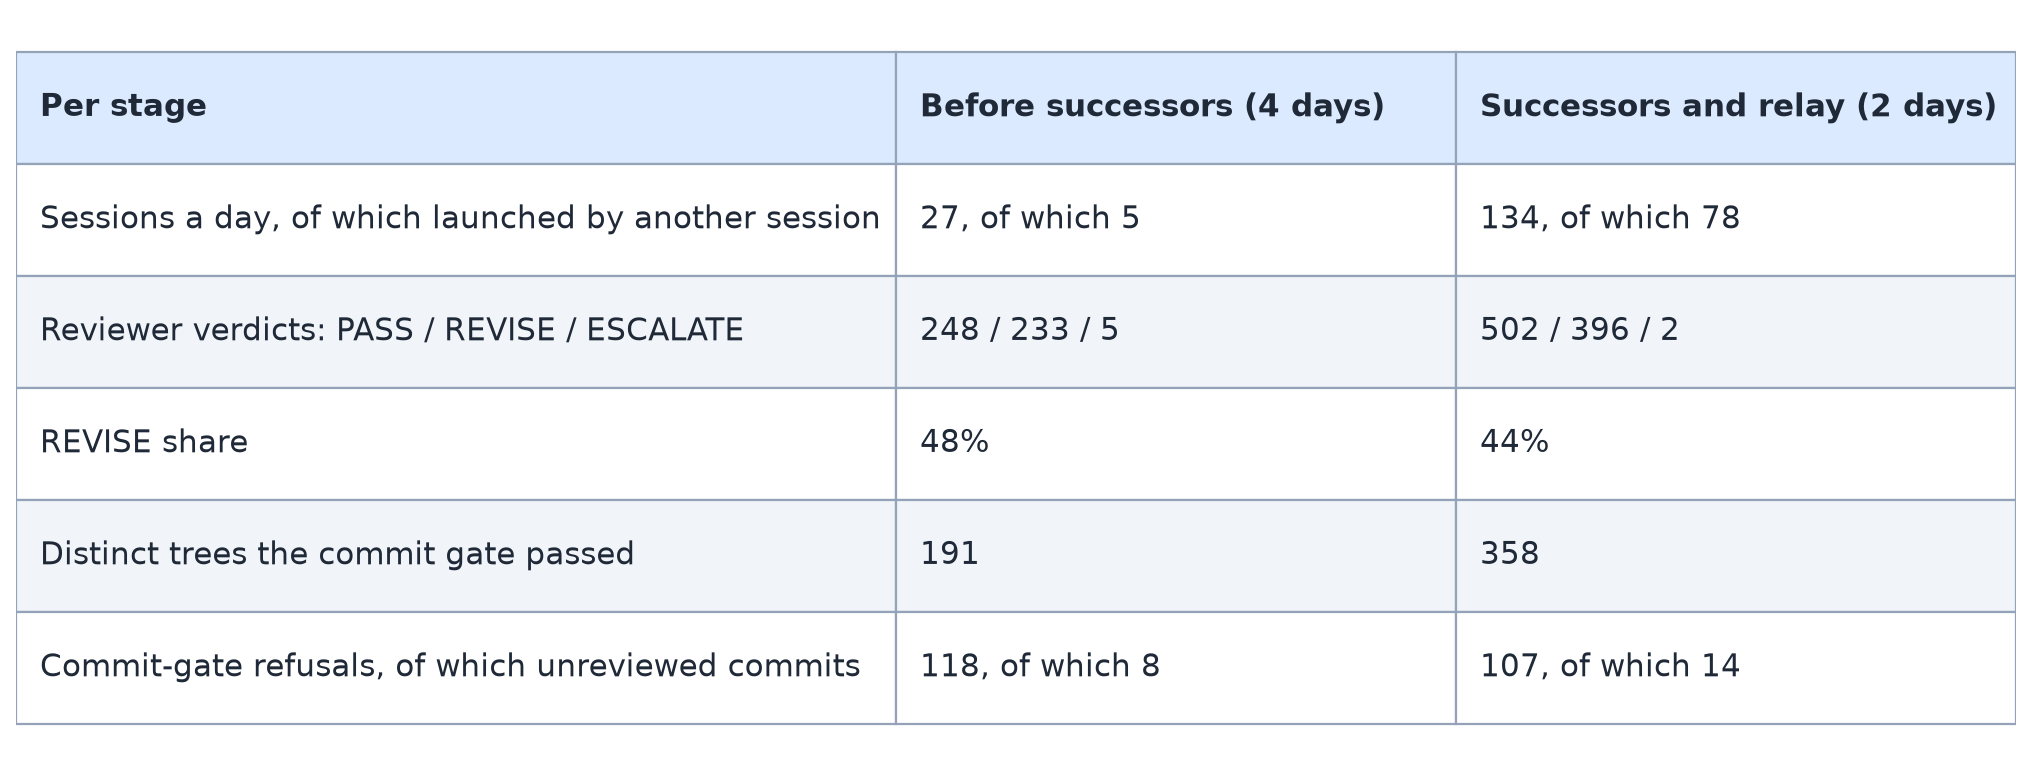 Per stage	Before successors (4 days)	Successors and relay (2 days)
Sessions a day, of which launched by another session	27, of which 5	134, of which 78
Reviewer verdicts: PASS / REVISE / ESCALATE	248 / 233 / 5	502 / 396 / 2
REVISE share	48%	44%
Distinct trees the commit gate passed	191	358
Commit-gate refusals, of which unreviewed commits	118, of which 8	107, of which 14